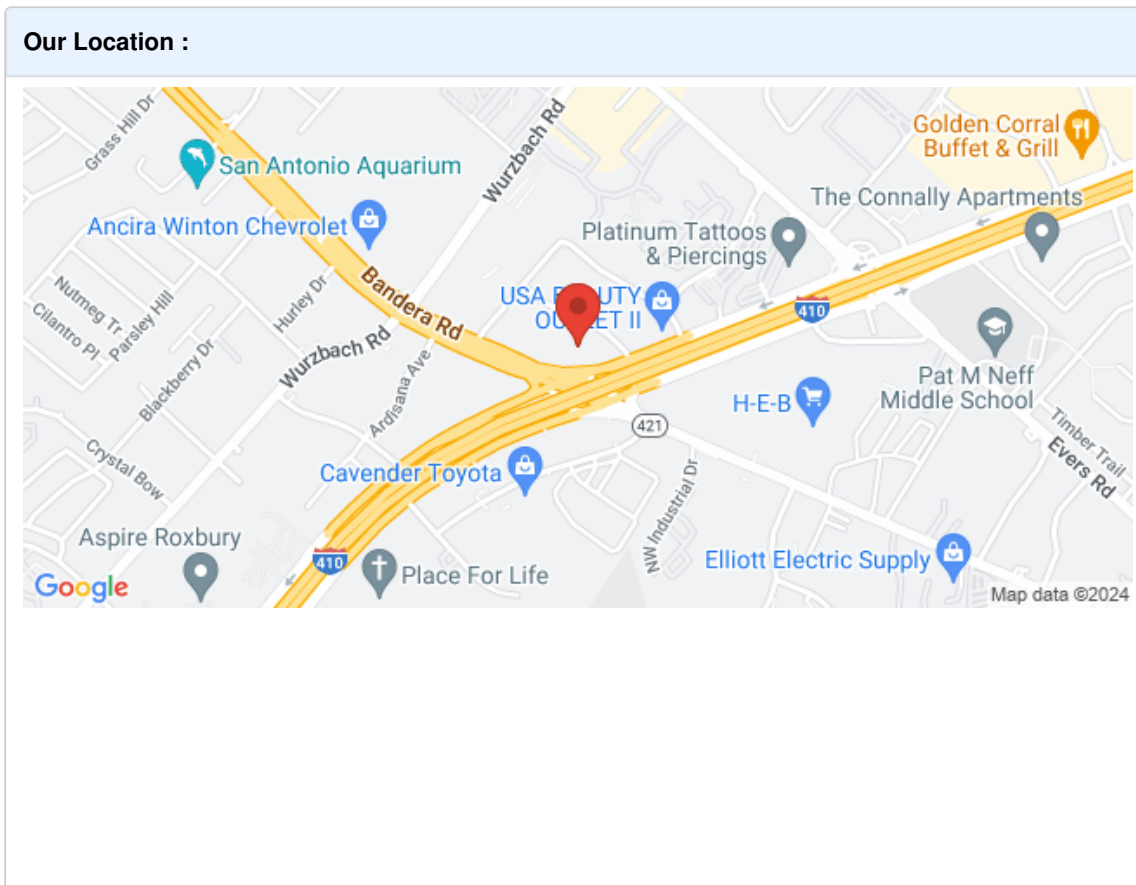 Our Location :
Grass Hill Dr
San Antonio Aquarium
Wurzbach Rd
Golden Corral
Buffet & Grill
The Connally Apartments
Ancira Winton Chevrolet
Platinum Tattoos
& Piercings
Bandera Rd
Hurley Dr
Nutmeg Tr
Parsley Hill
Cilantro Pl
USA
OU
410
Wurzbach Rd
Blackberry Dr
Ardisana Ave
Pat M Neff
Middle School
H-E-B
421
Timber Trail
Evers Rd
Crystal Bow
Cavender Toyota
NW Industrial Dr
Aspire Roxbury
410
Place For Life
Elliott Electric Supply
Google
Map data ©2024